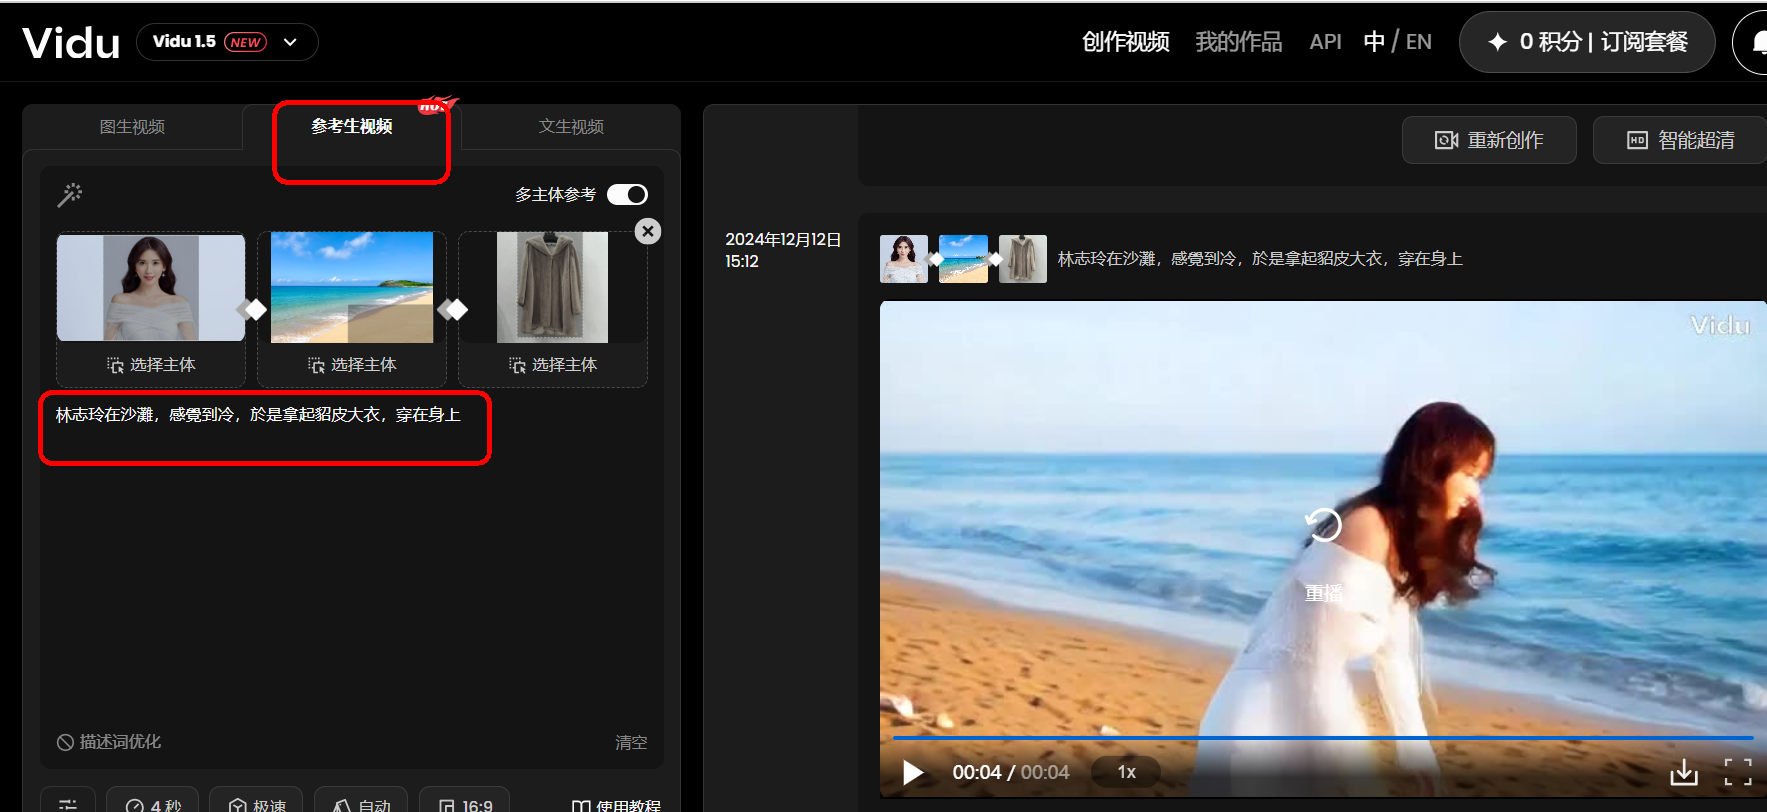 Vidu
Vidu 1.5 NEW
创作视频
我的作品
API
中 / EN
0 积分 | 订阅套餐
图生视频
参考生视频
HOT
文生视频
多主体参考
选择主体
选择主体
选择主体
林志玲在沙灘，感覺到冷，於是拿起貂皮大衣，穿在身上
描述词优化
清空
4 秒
极速
自动
16:9
使用教程
重新创作
HD 智能超清
2024年12月12日
15:12
林志玲在沙灘，感覺到冷，於是拿起貂皮大衣，穿在身上
Vidu
重播
00:04 / 00:04
1x